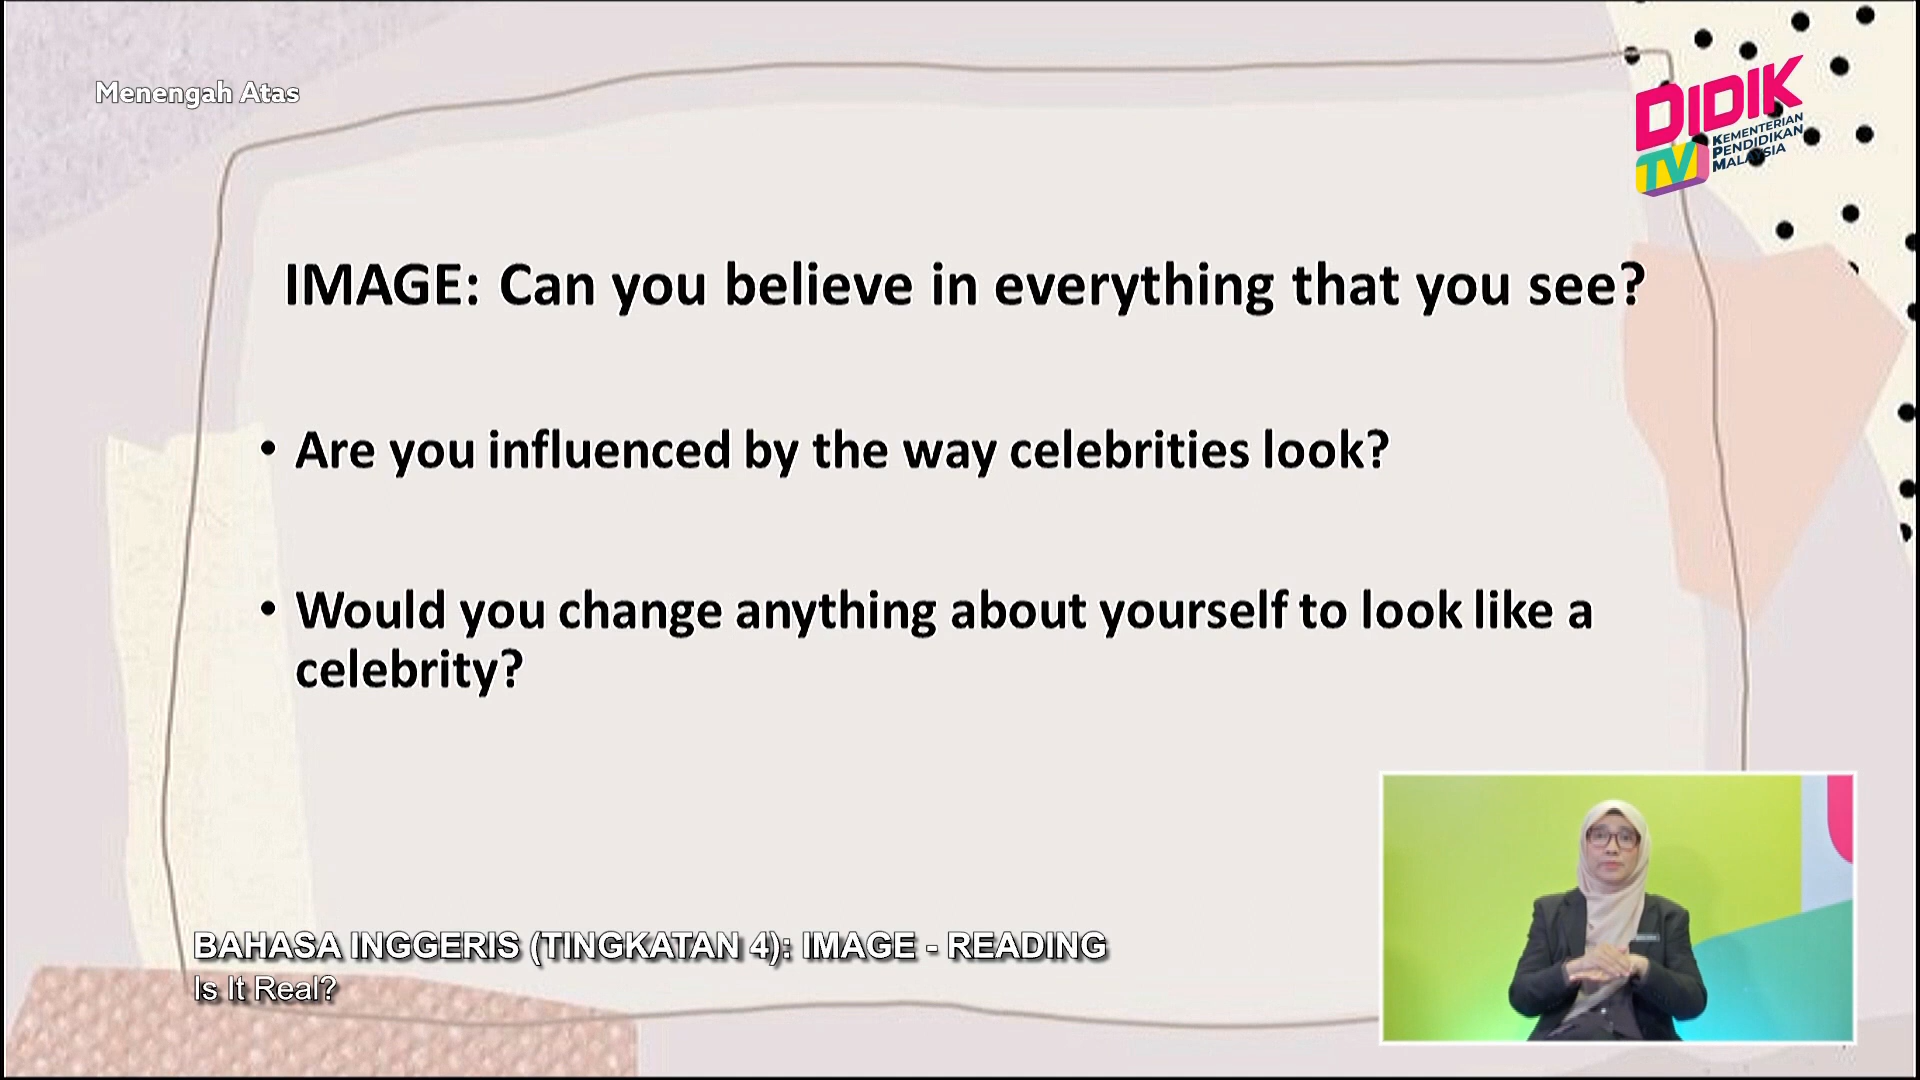 Menengah Atas
DIDIK
TV
KEMENTERIAN
PENDIDIKAN
MALAYSIA
IMAGE: Can you believe in everything that you see?
• Are you influenced by the way celebrities look?
• Would you change anything about yourself to look like a
celebrity?
BAHASA INGGERIS (TINGKATAN 4): IMAGE - READING
Is It Real?